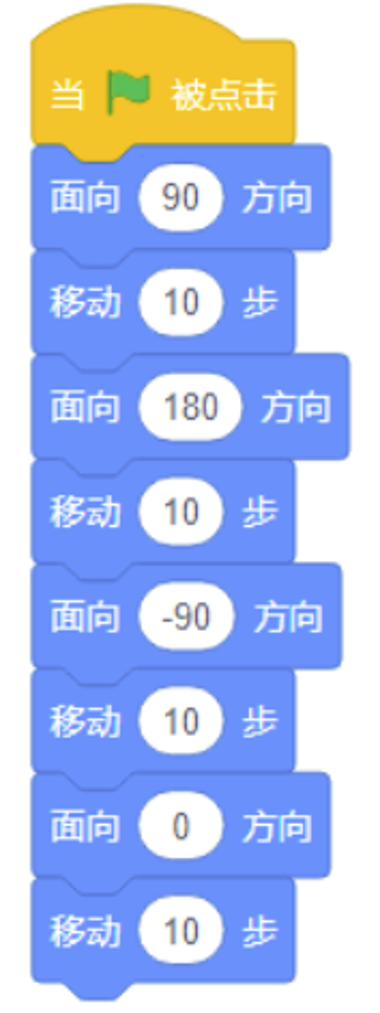 当 被点击
面向 90 方向
移动 10 步
面向 180 方向
移动 10 步
面向 -90 方向
移动 10 步
面向 0 方向
移动 10 步